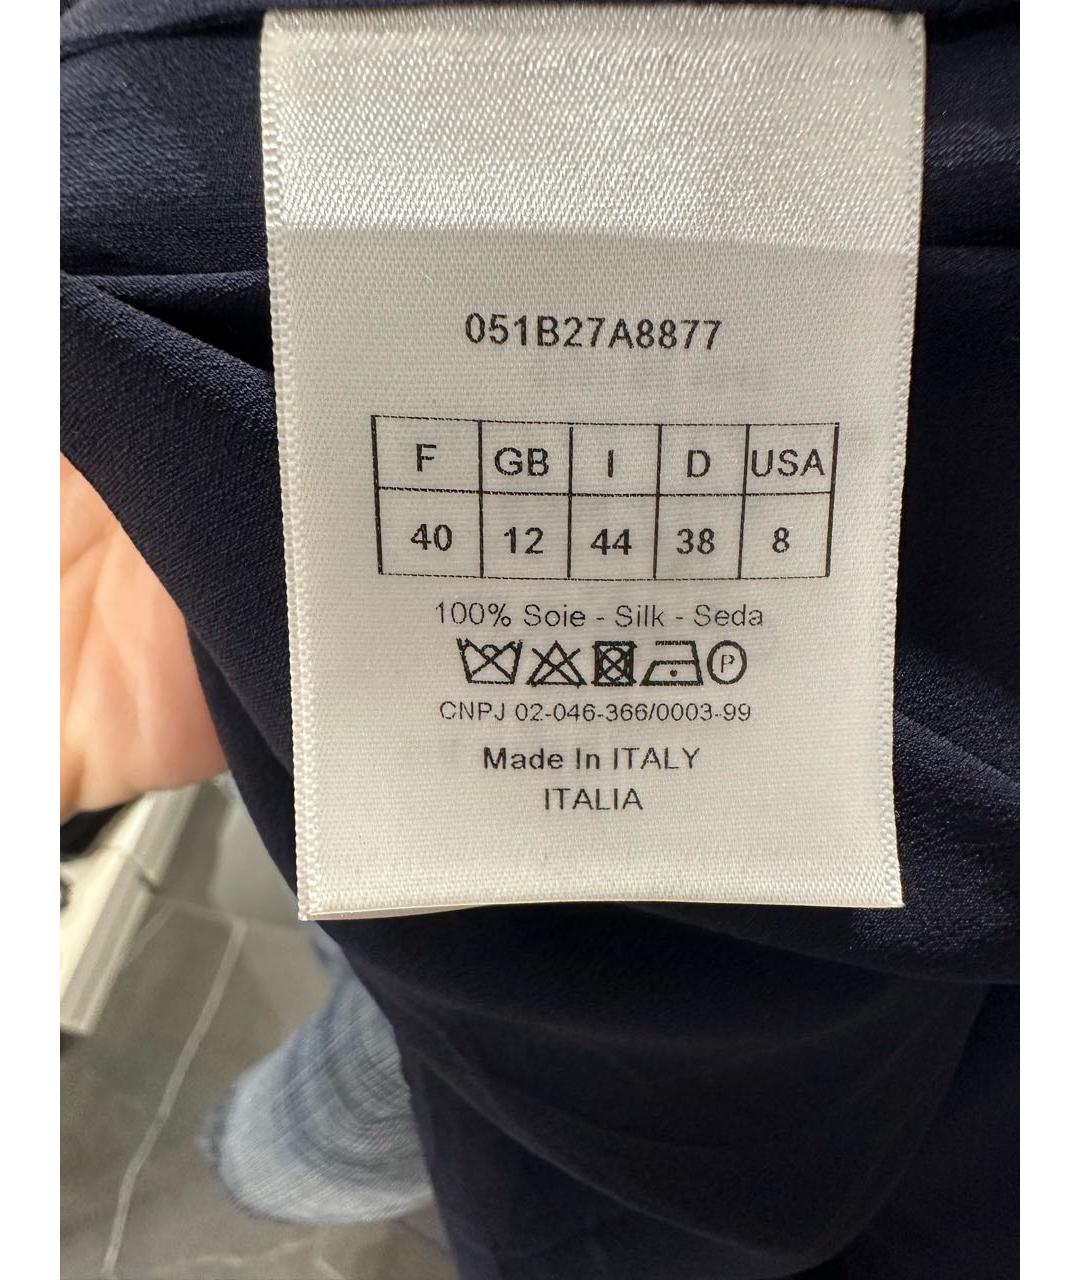 051B27A8877
F GB I D USA
40 12 44 38 8
100% Soie - Silk - Seda
P
CNPJ 02-046-366/0003-99
Made In ITALY
ITALIA